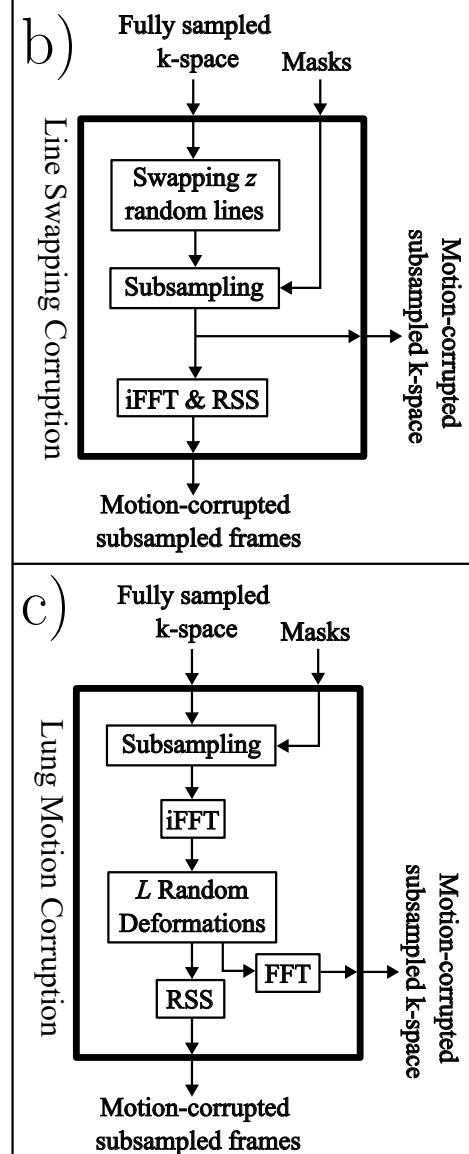 b)
Fully sampled
k-space
Masks
Line Swapping Corruption
Swapping z
random lines
Subsampling
iFFT & RSS
Motion-corrupted
subsampled k-space
Motion-corrupted
subsampled frames
c)
Fully sampled
k-space
Masks
Lung Motion Corruption
Subsampling
iFFT
L Random
Deformations
FFT
RSS
Motion-corrupted
subsampled k-space
Motion-corrupted
subsampled frames